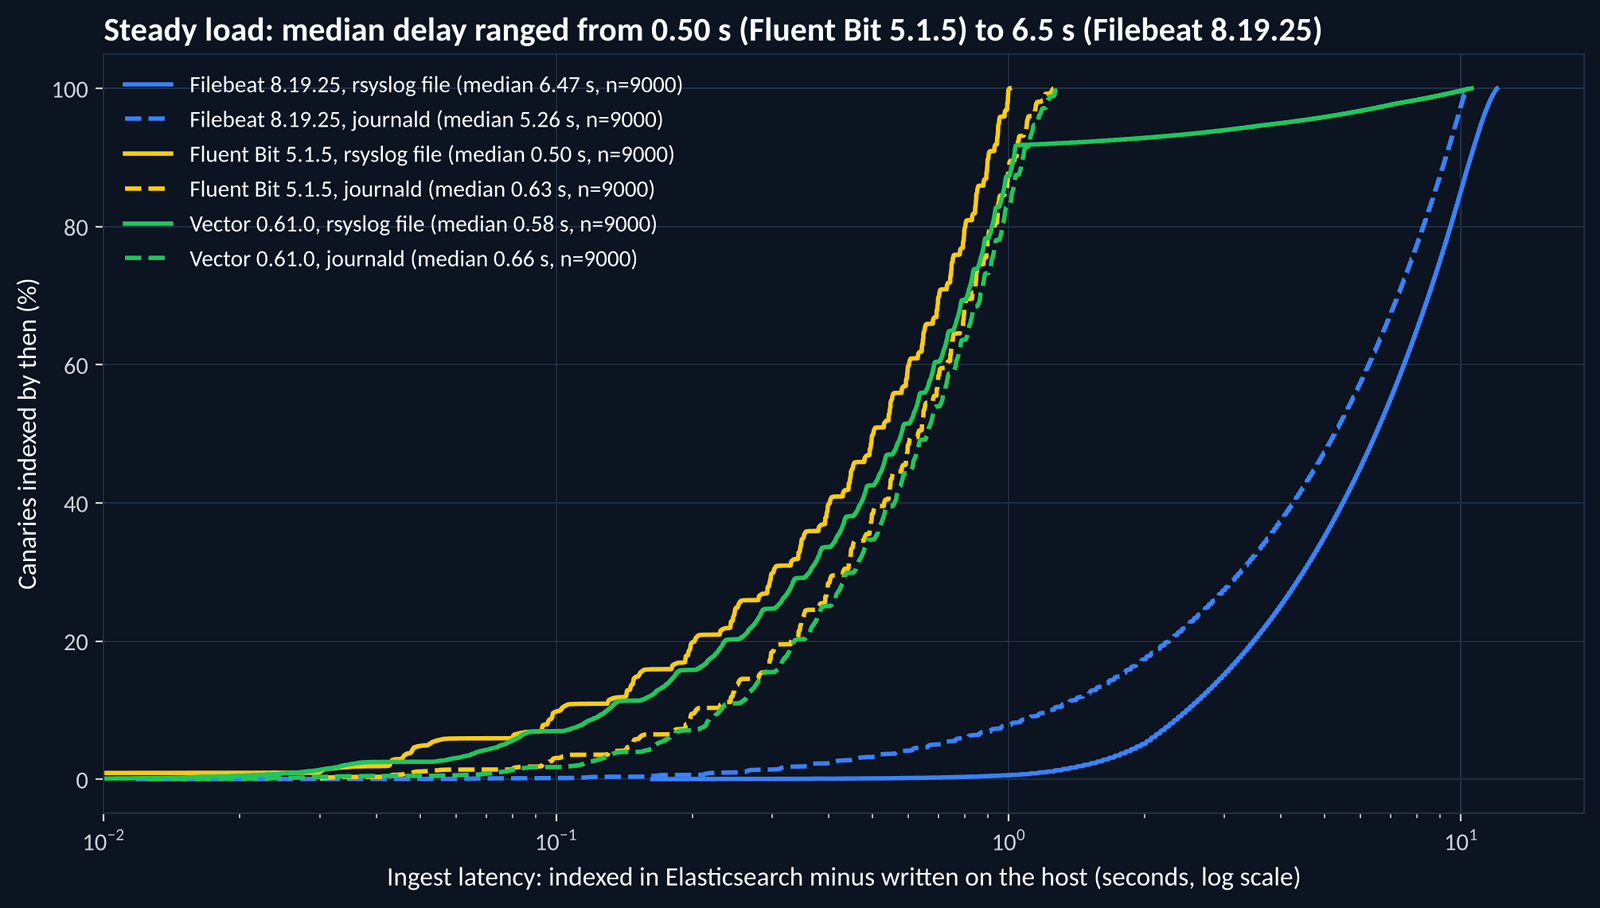 Steady load: median delay ranged from 0.50 s (Fluent Bit 5.1.5) to 6.5 s (Filebeat 8.19.25)
Filebeat 8.19.25, rsyslog file (median 6.47 s, n=9000)
Filebeat 8.19.25, journald (median 5.26 s, n=9000)
Fluent Bit 5.1.5, rsyslog file (median 0.50 s, n=9000)
Fluent Bit 5.1.5, journald (median 0.63 s, n=9000)
Vector 0.61.0, rsyslog file (median 0.58 s, n=9000)
Vector 0.61.0, journald (median 0.66 s, n=9000)
Canaries indexed by then (%)
100
80
60
40
20
0
10⁻² 10⁻¹ 10⁰ 10¹
Ingest latency: indexed in Elasticsearch minus written on the host (seconds, log scale)